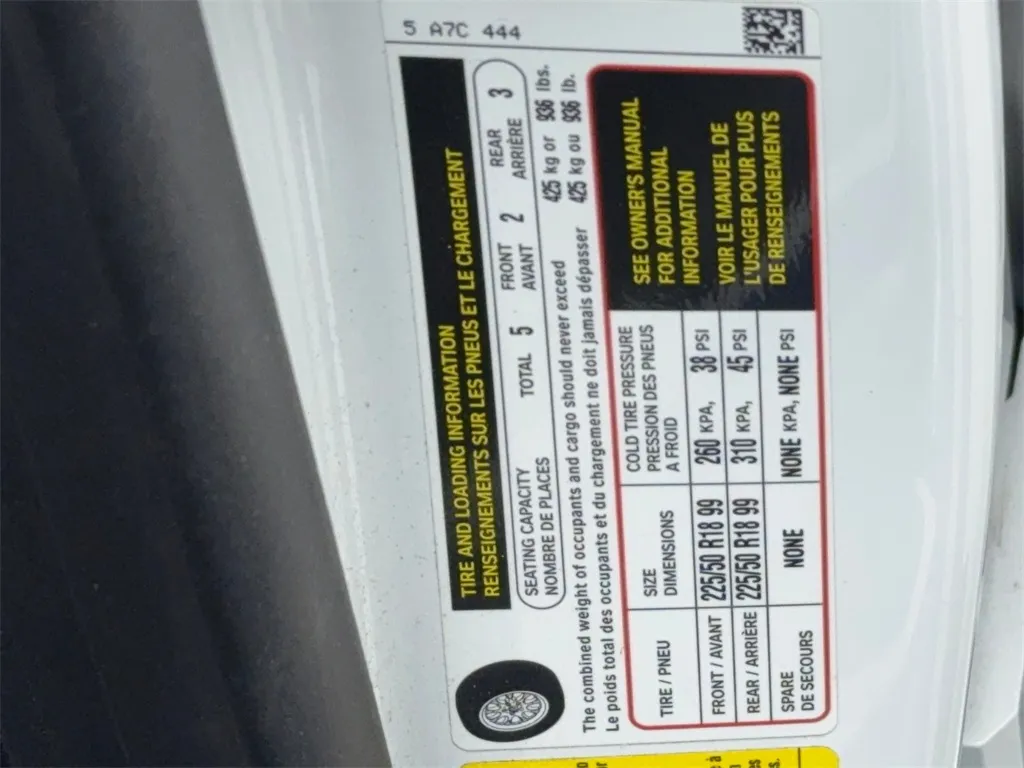 5 A7C 444
TIRE AND LOADING INFORMATION
RENSEIGNEMENTS SUR LES PNEUS ET LE CHARGEMENT
SEATING CAPACITY
NOMBRE DE PLACES
TOTAL 5
FRONT
AVANT
2
REAR
ARRIÈRE
3
The combined weight of occupants and cargo should never exceed 425 kg or 936 lbs.
Le poids total des occupants et du chargement ne doit jamais dépasser 425 kg ou 936 lb.
TIRE / PNEU
SIZE
DIMENSIONS
COLD TIRE PRESSURE
PRESSION DES PNEUS
A FROID
FRONT / AVANT 225/50 R18 99 260 KPA, 38 PSI
REAR / ARRIÈRE 225/50 R18 99 310 KPA, 45 PSI
SPARE
DE SECOURS
NONE NONE KPA, NONE PSI
SEE OWNER'S MANUAL
FOR ADDITIONAL
INFORMATION
VOIR LE MANUEL DE
L'USAGER POUR PLUS
DE RENSEIGNEMENTS